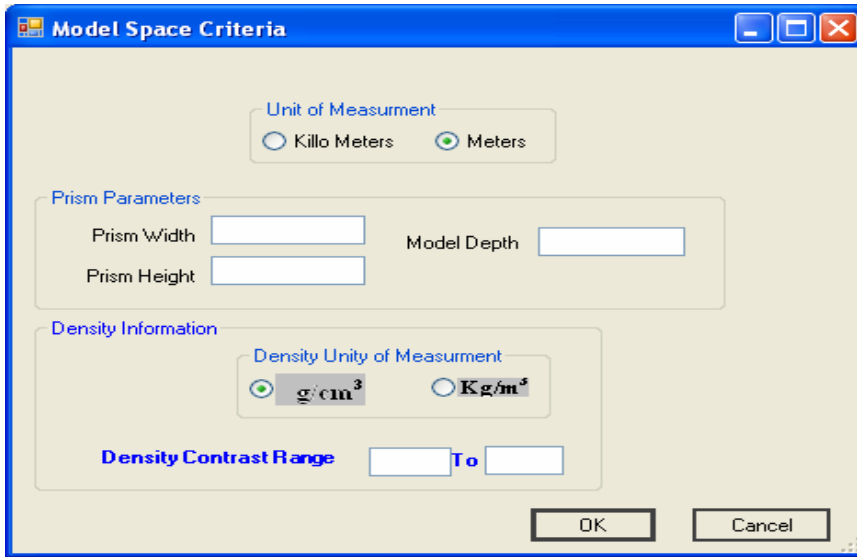 Model Space Criteria
Unit of Measurment
Killo Meters Meters
Prism Parameters
Prism Width
Model Depth
Prism Height
Density Information
Density Unity of Measurment
g/cm³ Kg/m³
Density Contrast Range To
OK Cancel